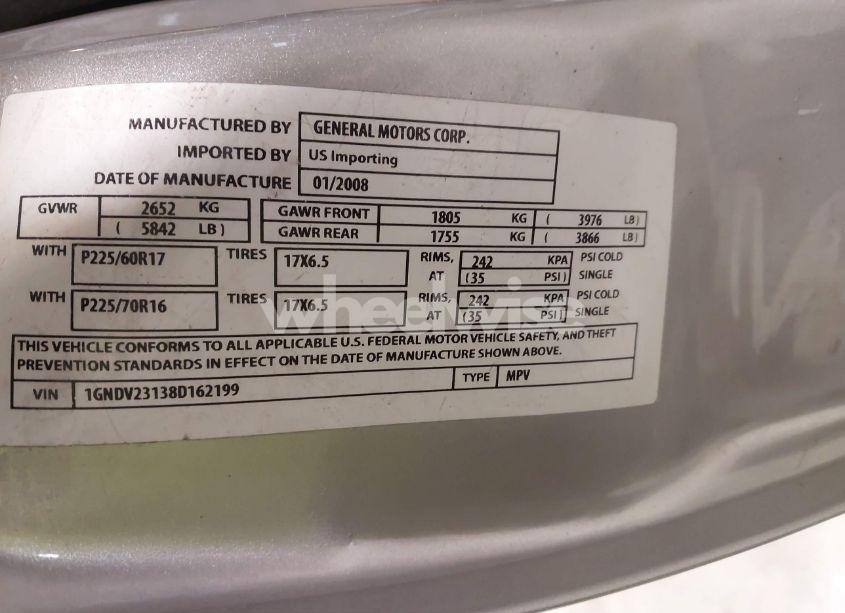 MANUFACTURED BY GENERAL MOTORS CORP.
IMPORTED BY US Importing
DATE OF MANUFACTURE 01/2008
GVWR 2652 KG GAWR FRONT 1805 KG ( 3976 LB)
( 5842 LB ) GAWR REAR 1755 KG ( 3866 LB)
WITH P225/60R17 TIRES 17X6.5 RIMS, 242 KPA PSI COLD
AT (35 PSI) SINGLE
WITH P225/70R16 TIRES 17X6.5 RIMS, 242 KPA PSI COLD
AT (35 PSI) SINGLE
wheelwise
THIS VEHICLE CONFORMS TO ALL APPLICABLE U.S. FEDERAL MOTOR VEHICLE SAFETY, AND THEFT
PREVENTION STANDARDS IN EFFECT ON THE DATE OF MANUFACTURE SHOWN ABOVE.
VIN 1GNDV23138D162199 TYPE MPV